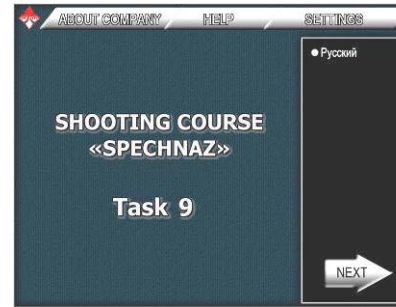 ABOUT COMPANY HELP SETTINGS
Русский
SHOOTING COURSE
«SPECHNAZ»
Task 9
NEXT